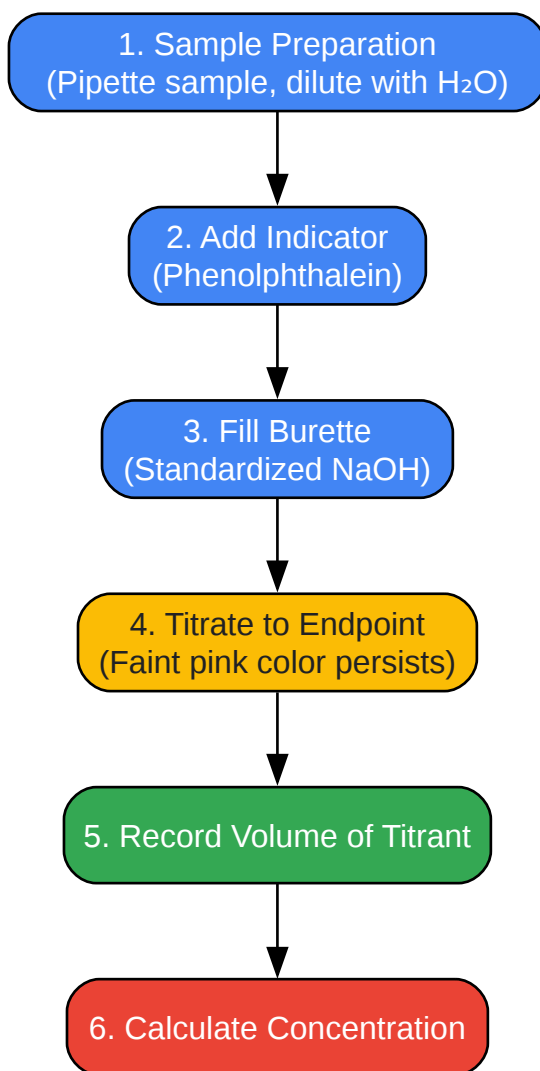 1. Sample Preparation
(Pipette sample, dilute with H₂O)
2. Add Indicator
(Phenolphthalein)
3. Fill Burette
(Standardized NaOH)
4. Titrate to Endpoint
(Faint pink color persists)
5. Record Volume of Titrant
6. Calculate Concentration